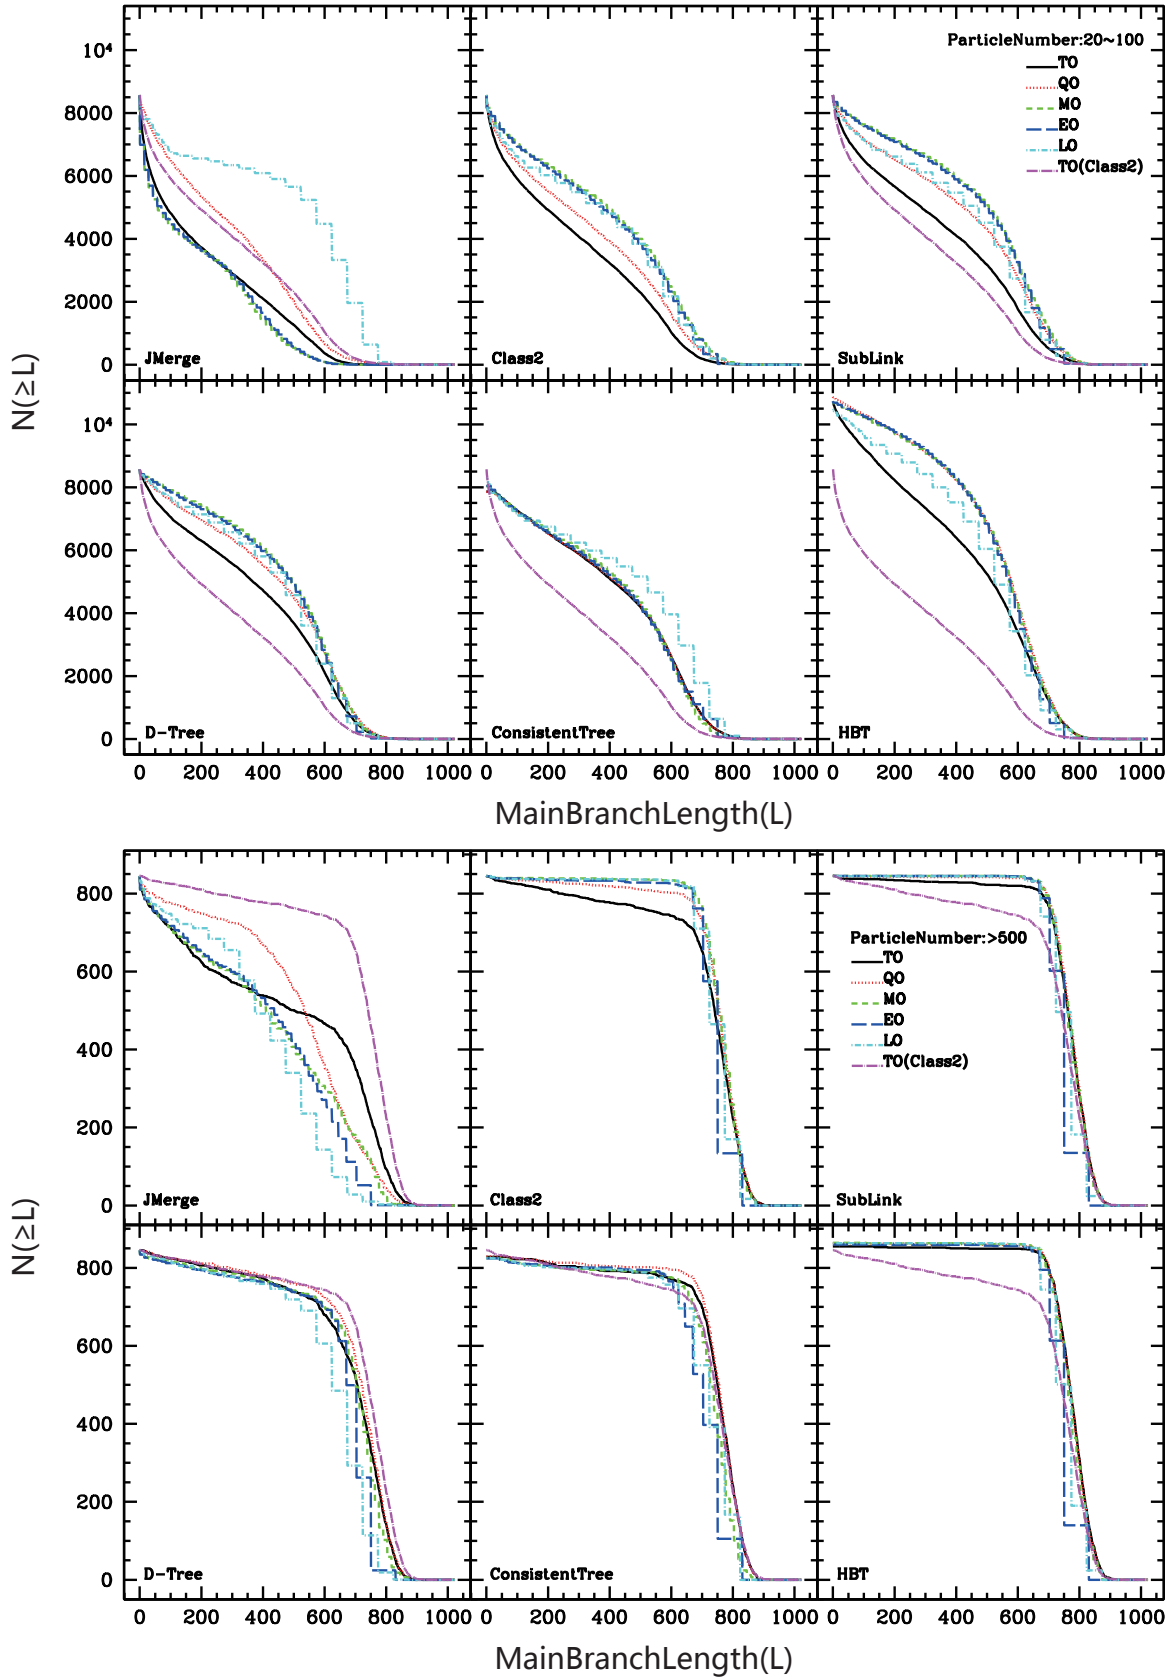 ParticleNumber:20~100
TO
QO
MO
EO
LO
TO(Class2)
10⁴
8000
6000
4000
2000
0
JMerge
Class2
SubLink
N(≥L)
10⁴
8000
6000
4000
2000
0
D-Tree
ConsistentTree
HBT
0 200 400 600 800 1000 0 200 400 600 800 1000 0 200 400 600 800 1000
MainBranchLength(L)
800
600
400
200
0
ParticleNumber:>500
TO
QO
MO
EO
LO
TO(Class2)
JMerge
Class2
SubLink
N(≥L)
800
600
400
200
0
D-Tree
ConsistentTree
HBT
0 200 400 600 800 1000 0 200 400 600 800 1000 0 200 400 600 800 1000
MainBranchLength(L)